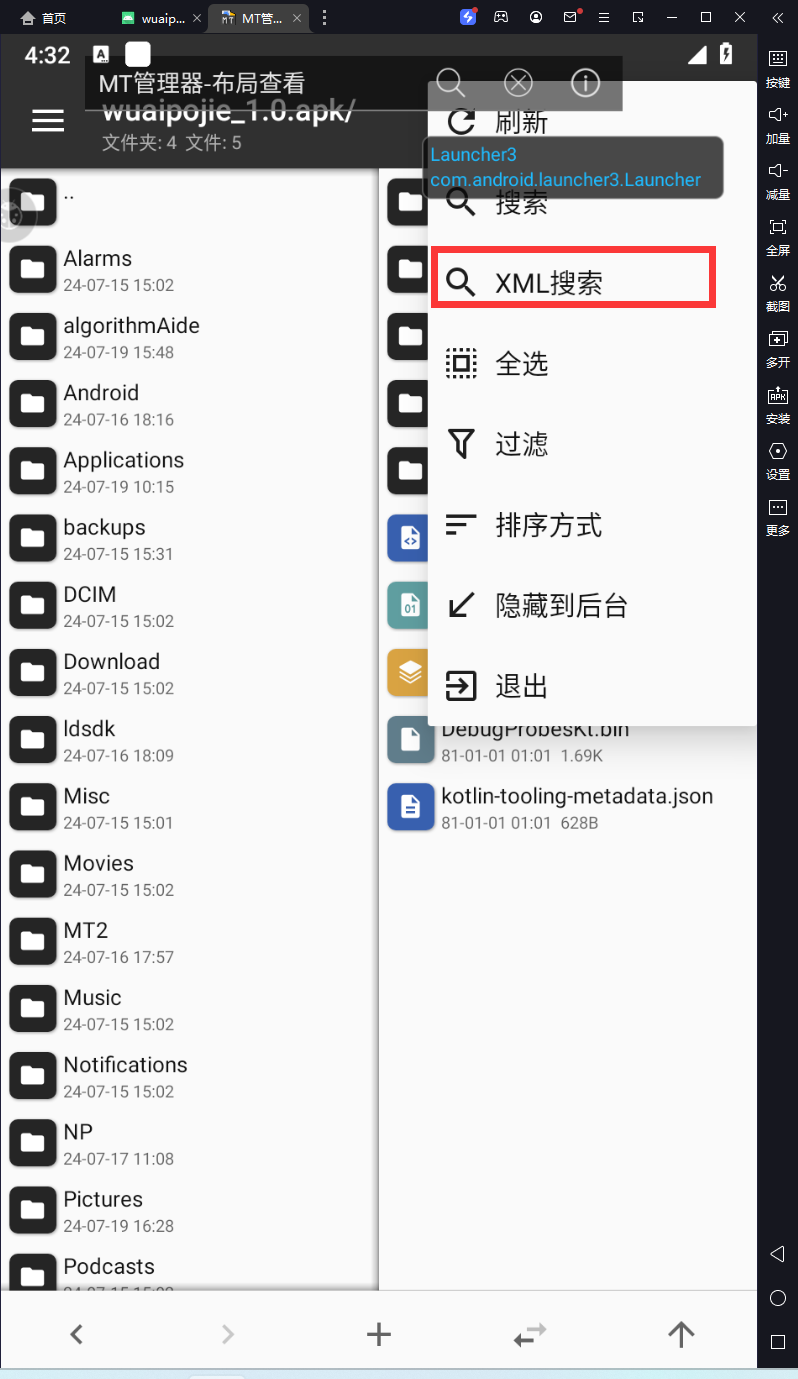 首页
wuaip...
MT管...
4:32
A
MT管理器-布局查看
wuaipojie_1.0.apk/
文件夹: 4 文件: 5
刷新
Launcher3
com.android.launcher3.Launcher
搜索
XML搜索
全选
过滤
排序方式
隐藏到后台
退出
..
Alarms
24-07-15 15:02
algorithmAide
24-07-19 15:48
Android
24-07-16 18:16
Applications
24-07-19 10:15
backups
24-07-15 15:31
DCIM
24-07-15 15:02
Download
24-07-15 15:02
ldsdk
24-07-16 18:09
Misc
24-07-15 15:01
Movies
24-07-15 15:02
MT2
24-07-16 17:57
Music
24-07-15 15:02
Notifications
24-07-15 15:02
NP
24-07-17 11:08
Pictures
24-07-19 16:28
Podcasts
01
DebugProbesKt.bin
81-01-01 01:01 1.69K
kotlin-tooling-metadata.json
81-01-01 01:01 628B
按键
加量
减量
全屏
截图
多开
APK
安装
设置
更多